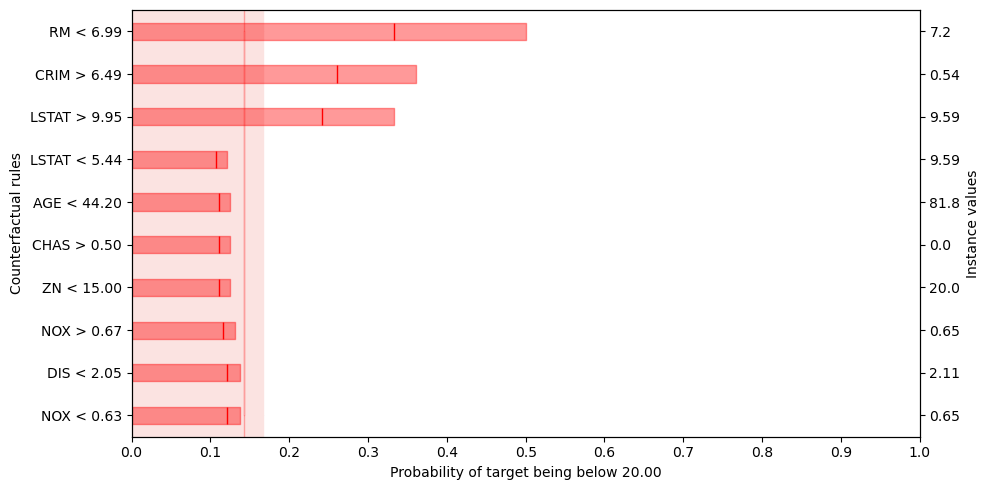 RM < 6.99
7.2
CRIM > 6.49
0.54
LSTAT > 9.95
9.59
LSTAT < 5.44
9.59
AGE < 44.20
81.8
CHAS > 0.50
0.0
ZN < 15.00
20.0
NOX > 0.67
0.65
DIS < 2.05
2.11
NOX < 0.63
0.65
Counterfactual rules
Instance values
0.0 0.1 0.2 0.3 0.4 0.5 0.6 0.7 0.8 0.9 1.0
Probability of target being below 20.00